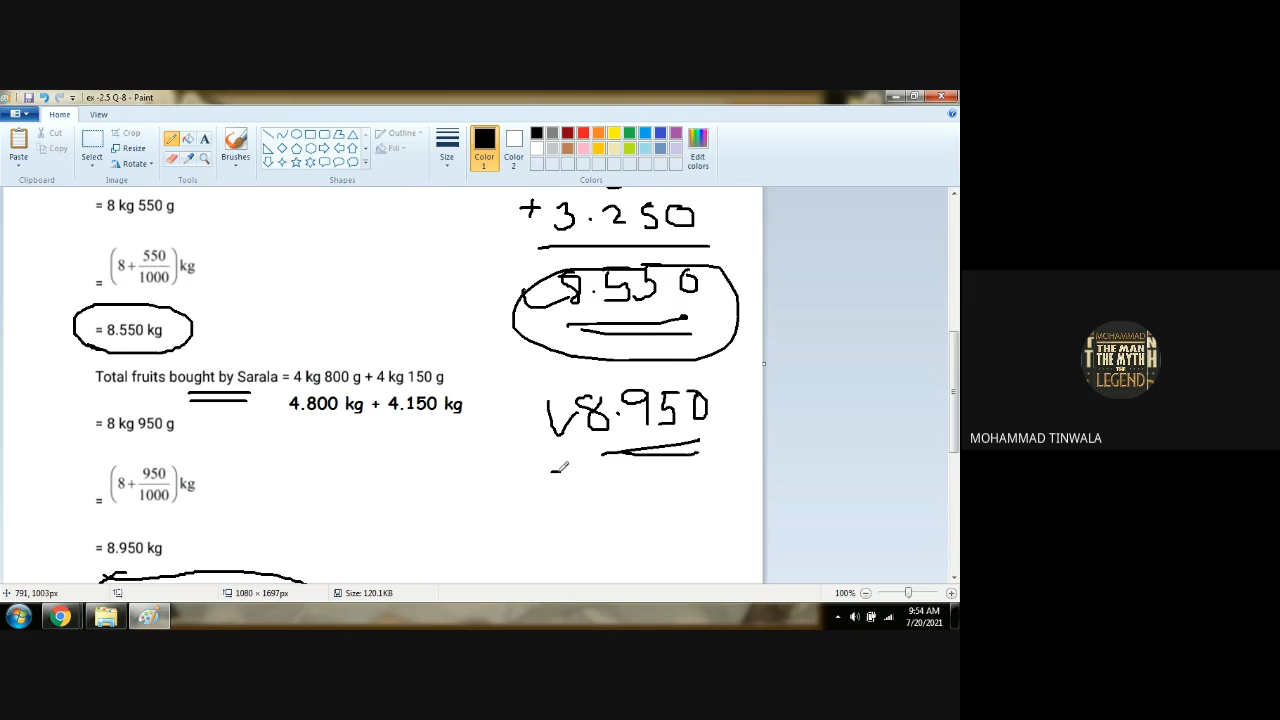 ex -2.5 Q-8 - Paint
Home View
Paste
Cut
Copy
Clipboard
Select
Crop
Resize
Rotate
Image
A
Tools
Brushes
Outline
Fill
Shapes
Size
Color 1
Color 2
Edit colors
Colors
= 8 kg 550 g
= (8 + 550/1000) kg
= 8.550 kg
Total fruits bought by Sarala = 4 kg 800 g + 4 kg 150 g
4.800 kg + 4.150 kg
= 8 kg 950 g
= (8 + 950/1000) kg
= 8.950 kg
+ 3.250
8.550
8.950
791, 1003px
1080 × 1697px
Size: 120.1KB
100%
9:54 AM
7/20/2021
MOHAMMAD
THE MAN
THE MYTH
THE
LEGEND
MOHAMMAD TINWALA